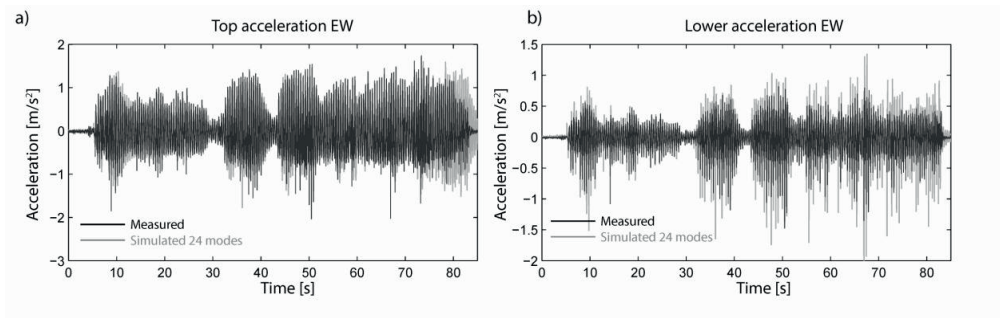 a)
Top acceleration EW
2
1
0
-1
-2
-3
Acceleration [m/s²]
0 10 20 30 40 50 60 70 80
Time [s]
Measured
Simulated 24 modes
b)
Lower acceleration EW
1.5
1
0.5
0
-0.5
-1
-1.5
-2
Acceleration [m/s²]
0 10 20 30 40 50 60 70 80
Time [s]
Measured
Simulated 24 modes